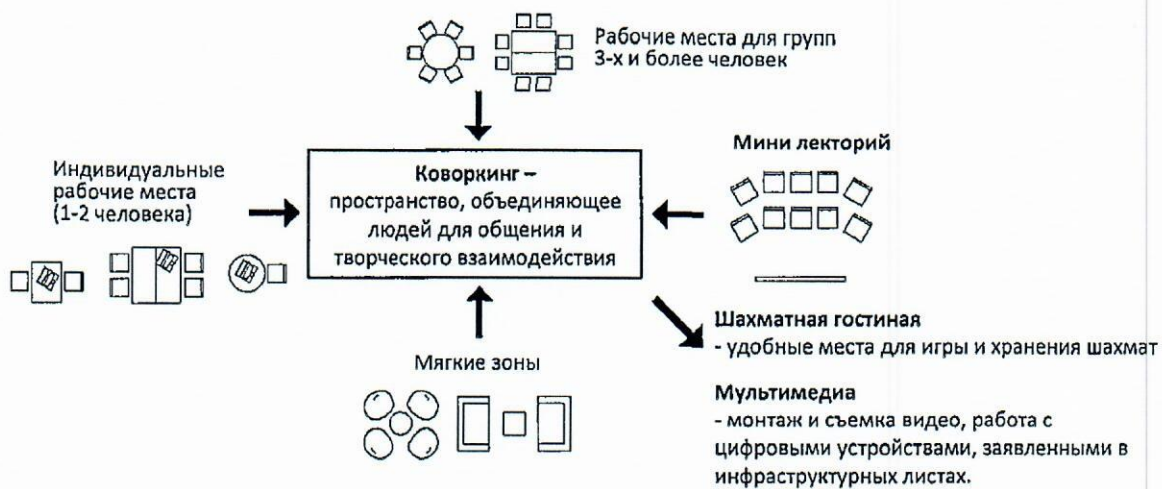 Рабочие места для групп
3-х и более человек
Мини лекторий
Индивидуальные
рабочие места
(1-2 человека)
Коворкинг –
пространство, объединяющее
людей для общения и
творческого взаимодействия
Мягкие зоны
Шахматная гостиная
- удобные места для игры и хранения шахмат
Мультимедиа
- монтаж и съемка видео, работа с
цифровыми устройствами, заявленными в
инфраструктурных листах.